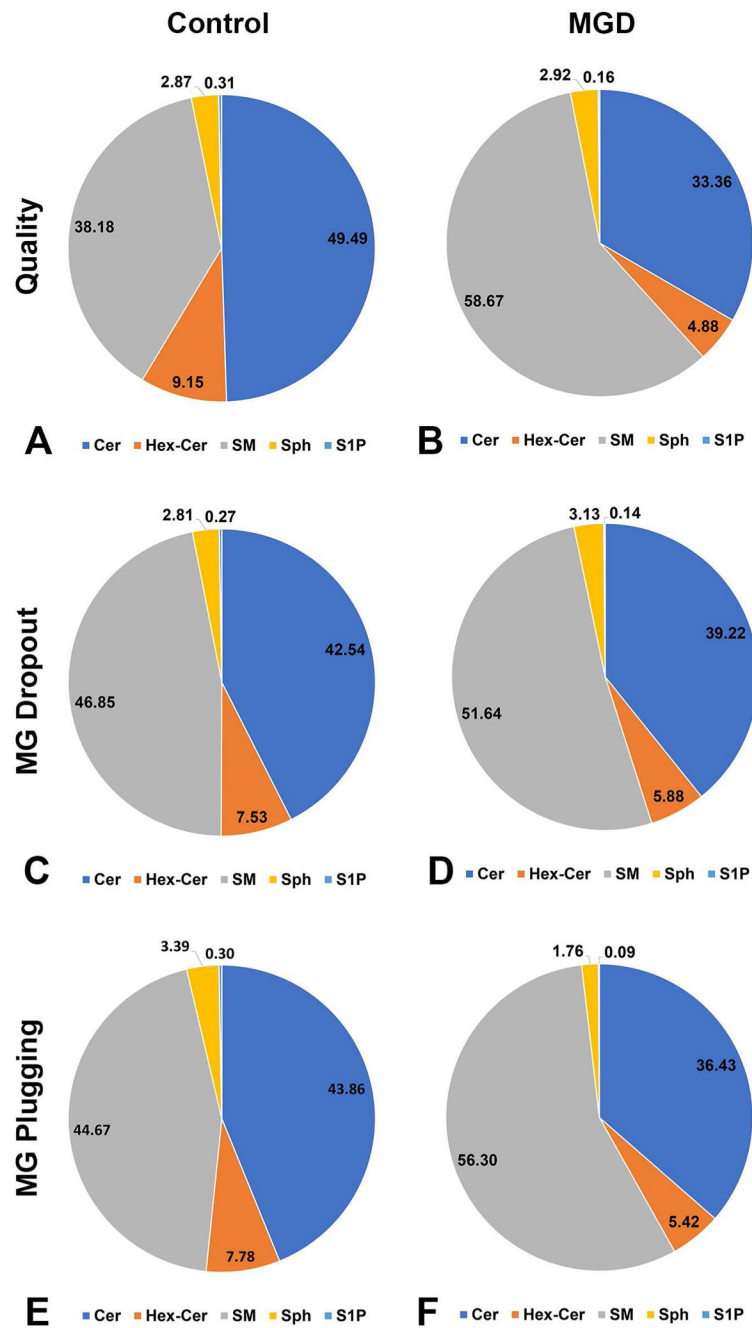 Control MGD
Quality
2.87 0.31
38.18 49.49
9.15
A Cer Hex-Cer SM Sph S1P
2.92 0.16
33.36
58.67
4.88
B Cer Hex-Cer SM Sph S1P
MG Dropout
2.81 0.27
42.54
46.85
7.53
C Cer Hex-Cer SM Sph S1P
3.13 0.14
39.22
51.64
5.88
D Cer Hex-Cer SM Sph S1P
MG Plugging
3.39 0.30
43.86
44.67
7.78
E Cer Hex-Cer SM Sph S1P
1.76 0.09
36.43
56.30
5.42
F Cer Hex-Cer SM Sph S1P